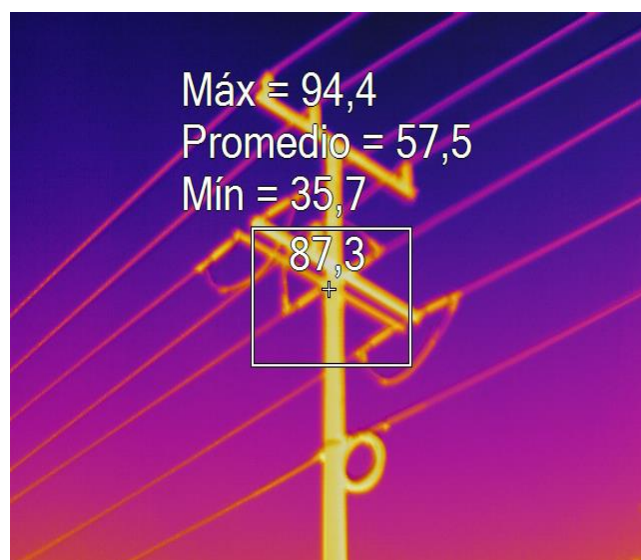 Máx = 94,4
Promedio = 57,5
Mín = 35,7
87,3